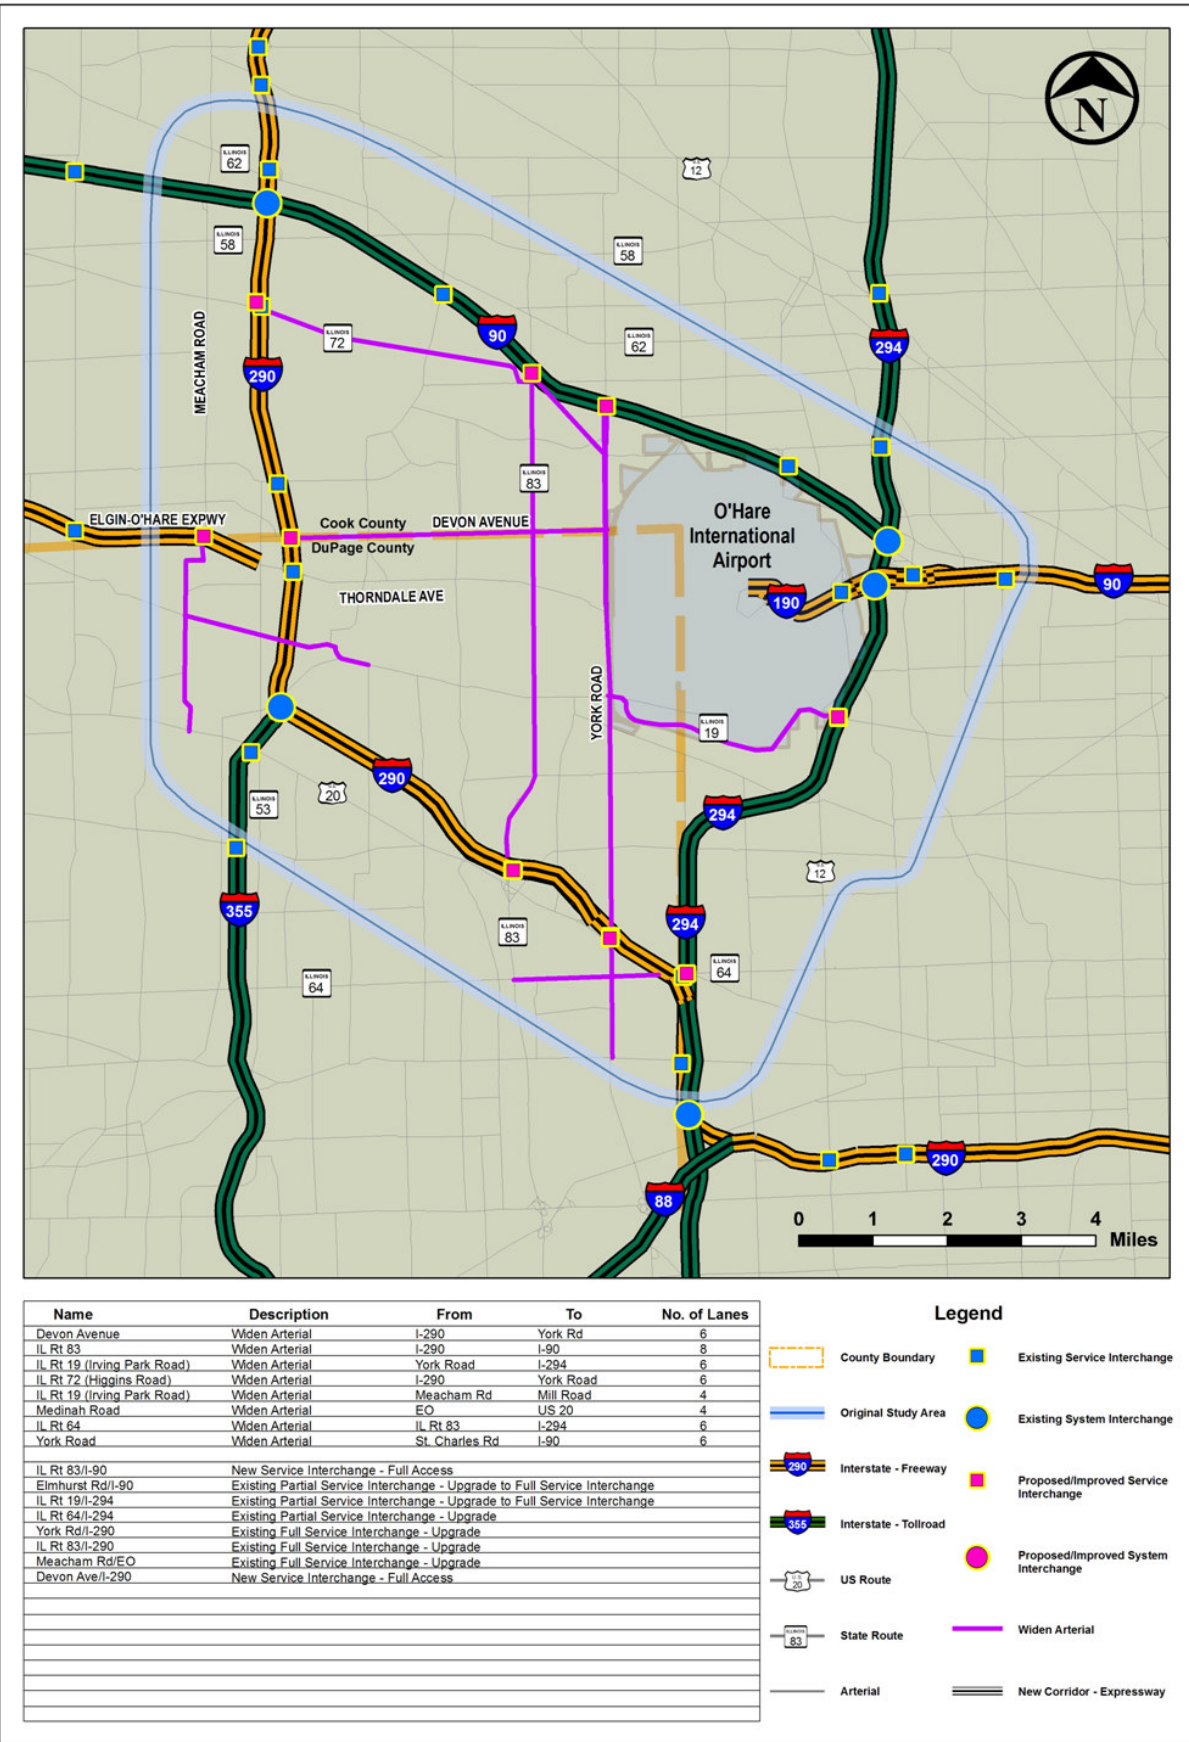 N
ILLINOIS
62
U.S.
12
ILLINOIS
58
ILLINOIS
58
MEACHAM ROAD
ILLINOIS
72
90
ILLINOIS
62
294
290
ILLINOIS
83
ELGIN-O'HARE EXPWY
Cook County
DEVON AVENUE
DuPage County
O'Hare
International
Airport
THORNDALE AVE
190
90
YORK ROAD
ILLINOIS
19
290
U.S.
20
ILLINOIS
53
294
U.S.
12
355
294
ILLINOIS
83
ILLINOIS
64
ILLINOIS
64
290
88
0 1 2 3 4
Miles
Name Description From To No. of Lanes
Devon Avenue Widen Arterial I-290 York Rd 6
IL Rt 83 Widen Arterial I-290 I-90 8
IL Rt 19 (Irving Park Road) Widen Arterial York Road I-294 6
IL Rt 72 (Higgins Road) Widen Arterial I-290 York Road 6
IL Rt 19 (Irving Park Road) Widen Arterial Meacham Rd Mill Road 4
Medinah Road Widen Arterial EO US 20 4
IL Rt 64 Widen Arterial IL Rt 83 I-294 6
York Road Widen Arterial St. Charles Rd I-90 6
IL Rt 83/I-90 New Service Interchange - Full Access
Elmhurst Rd/I-90 Existing Partial Service Interchange - Upgrade to Full Service Interchange
IL Rt 19/I-294 Existing Partial Service Interchange - Upgrade to Full Service Interchange
IL Rt 64/I-294 Existing Partial Service Interchange - Upgrade
York Rd/I-290 Existing Full Service Interchange - Upgrade
IL Rt 83/I-290 Existing Full Service Interchange - Upgrade
Meacham Rd/EO Existing Full Service Interchange - Upgrade
Devon Ave/I-290 New Service Interchange - Full Access
Legend
County Boundary
Existing Service Interchange
Original Study Area
Existing System Interchange
290
Interstate - Freeway
Proposed/Improved Service
Interchange
355
Interstate - Tollroad
Proposed/Improved System
Interchange
U.S.
20
US Route
ILLINOIS
83
State Route
Widen Arterial
Arterial
New Corridor - Expressway